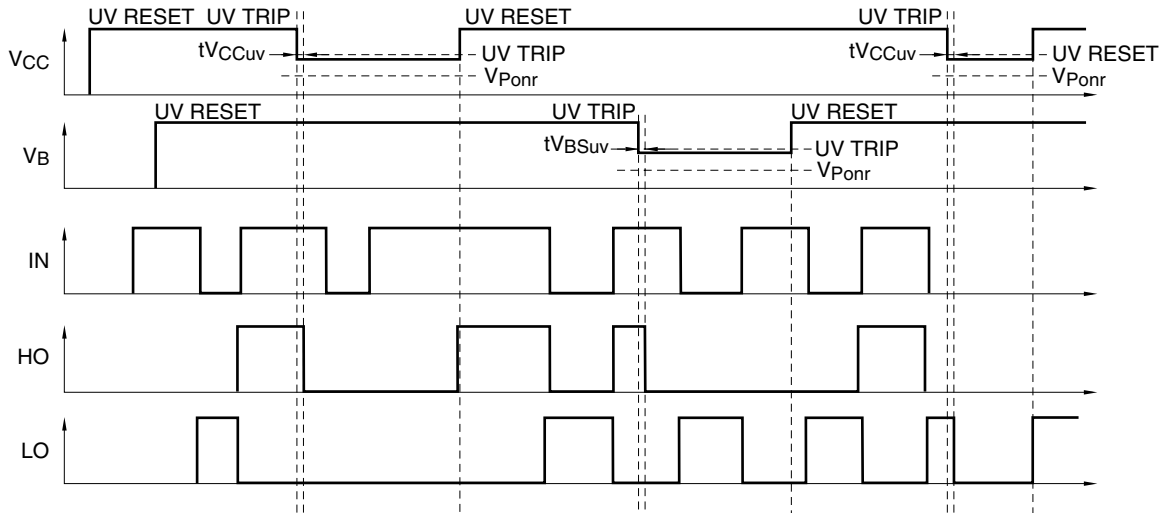 UV RESET UV TRIP UV RESET UV TRIP
VCC tVCCuv UV TRIP tVCCuv UV RESET
VPonr VPonr
UV RESET UV TRIP UV RESET
VB tVBSuv UV TRIP
VPonr
IN
HO
LO